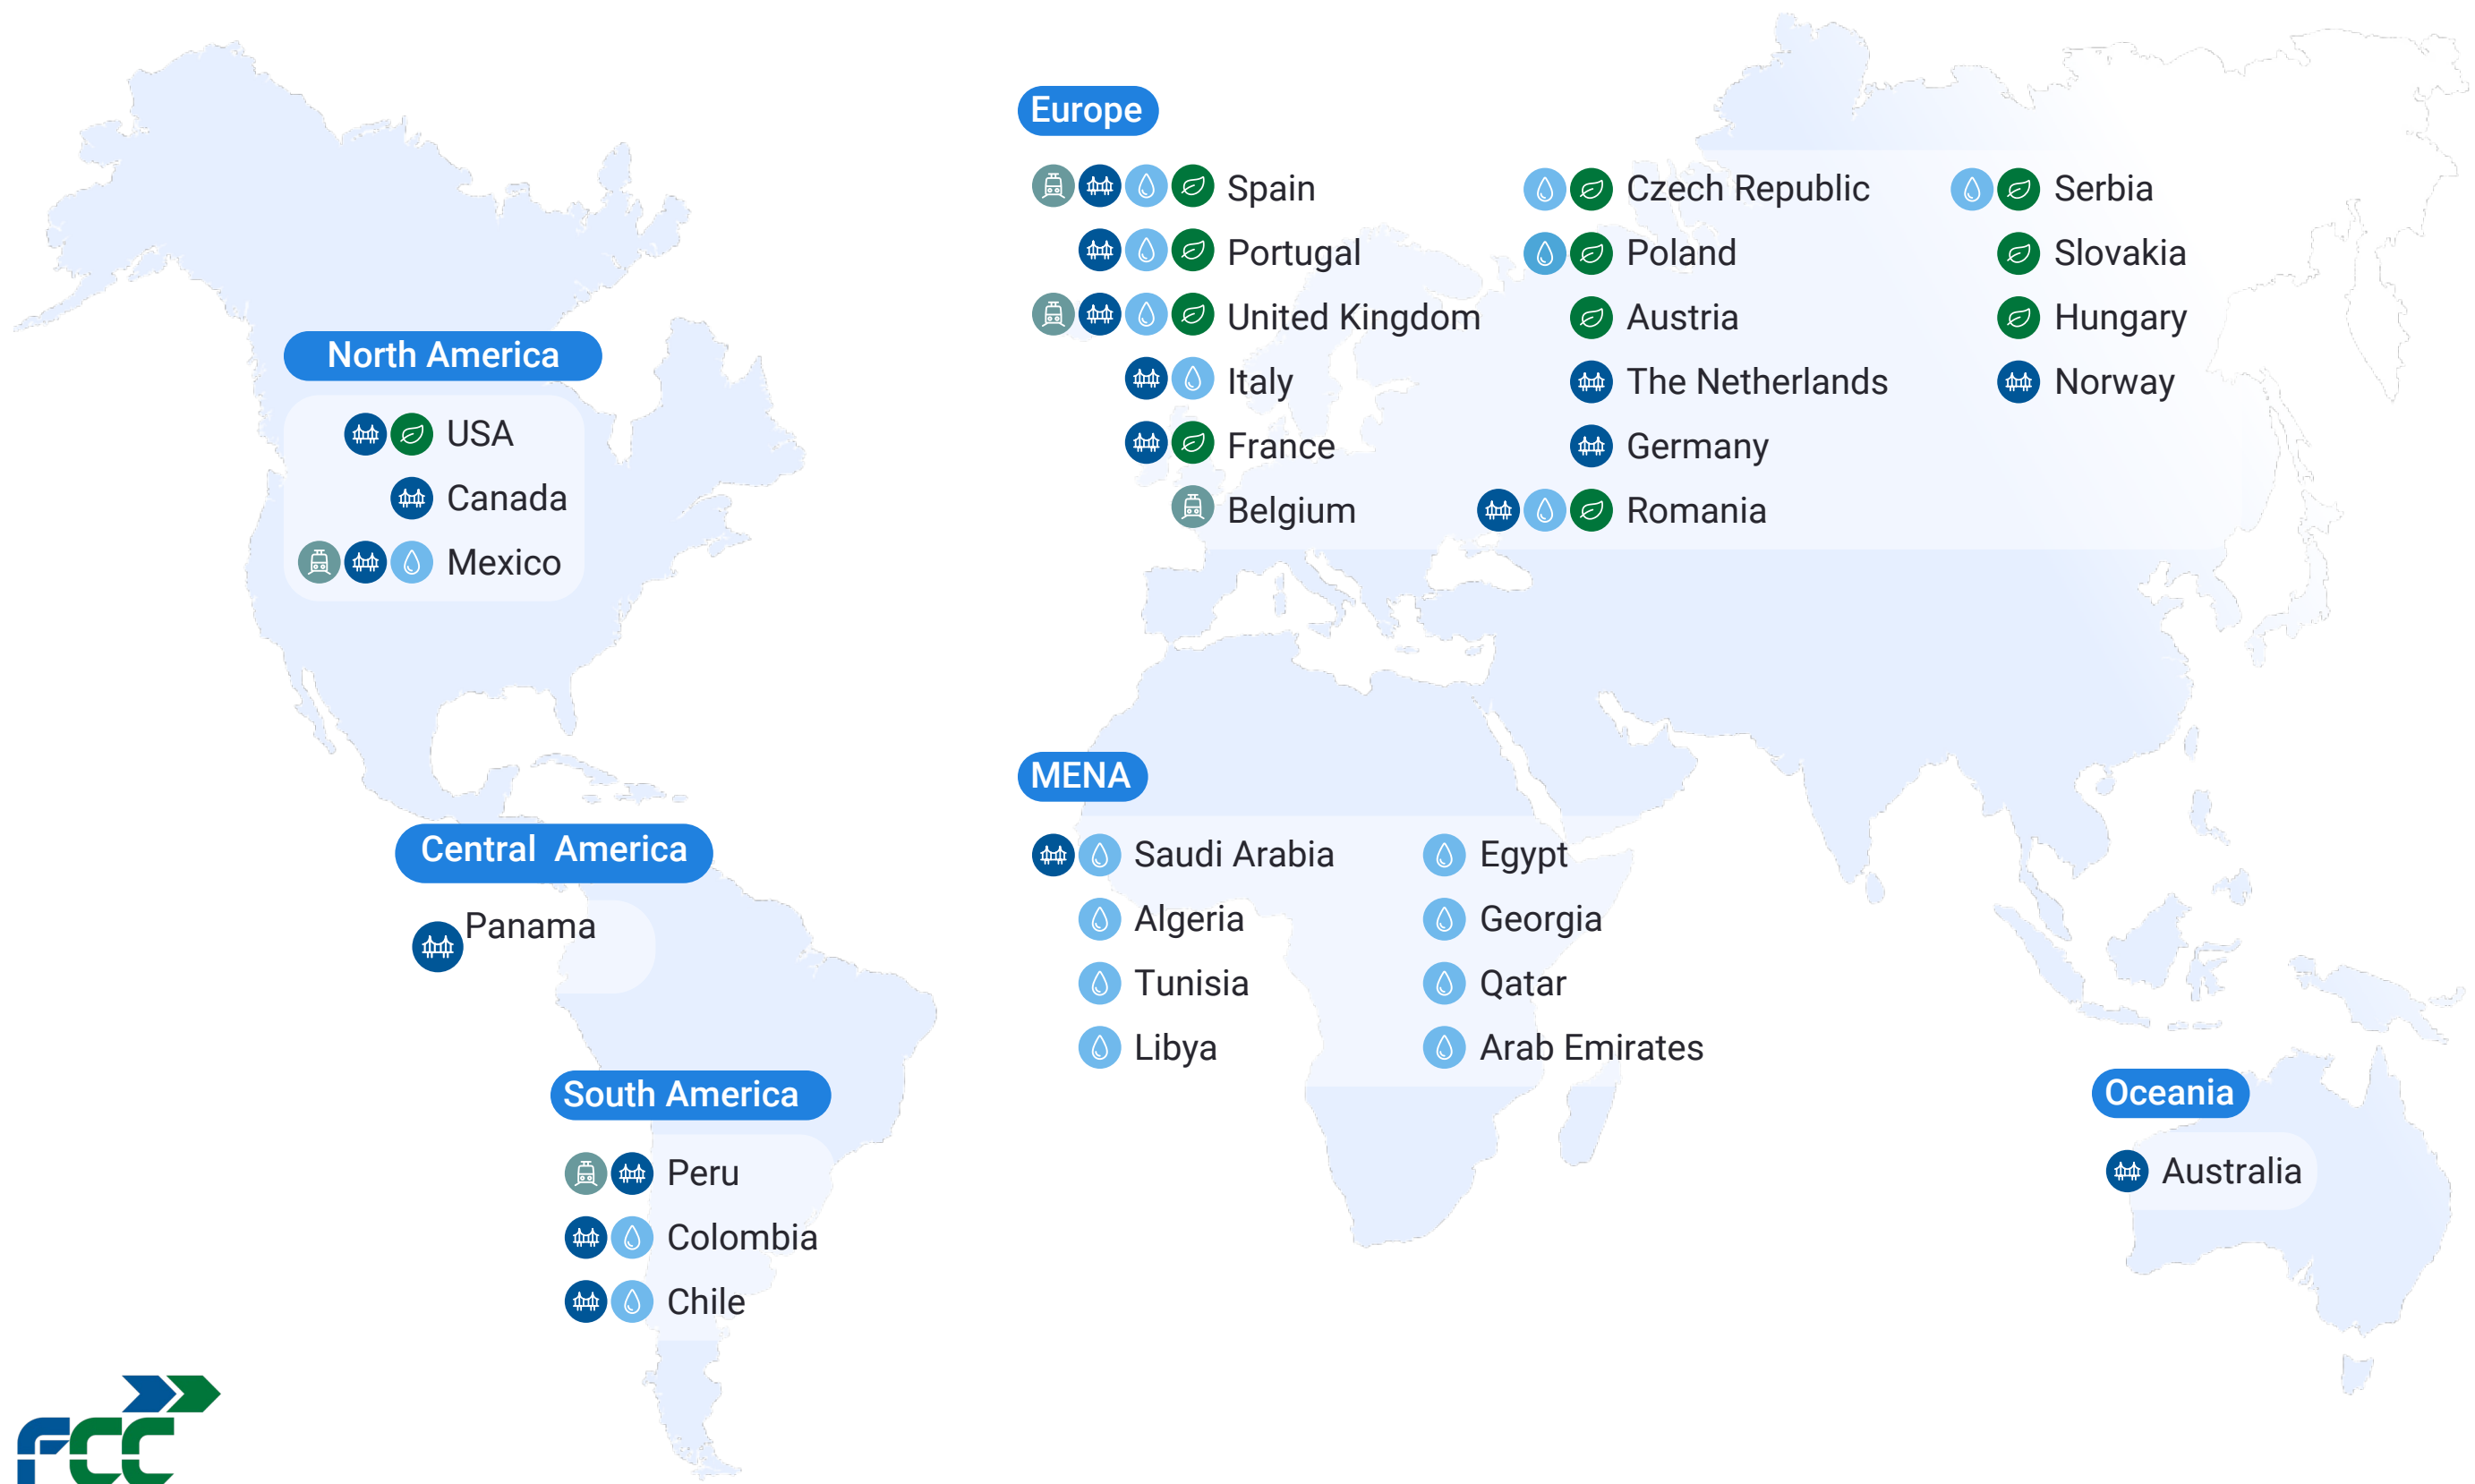 Europe
Spain
Portugal
United Kingdom
Italy
France
Belgium
Czech Republic
Poland
Austria
The Netherlands
Germany
Romania
Serbia
Slovakia
Hungary
Norway
North America
USA
Canada
Mexico
MENA
Saudi Arabia
Algeria
Tunisia
Libya
Egypt
Georgia
Qatar
Arab Emirates
Central  America
Panama
South America
Peru
Colombia
Chile
Oceania
Australia
FCC